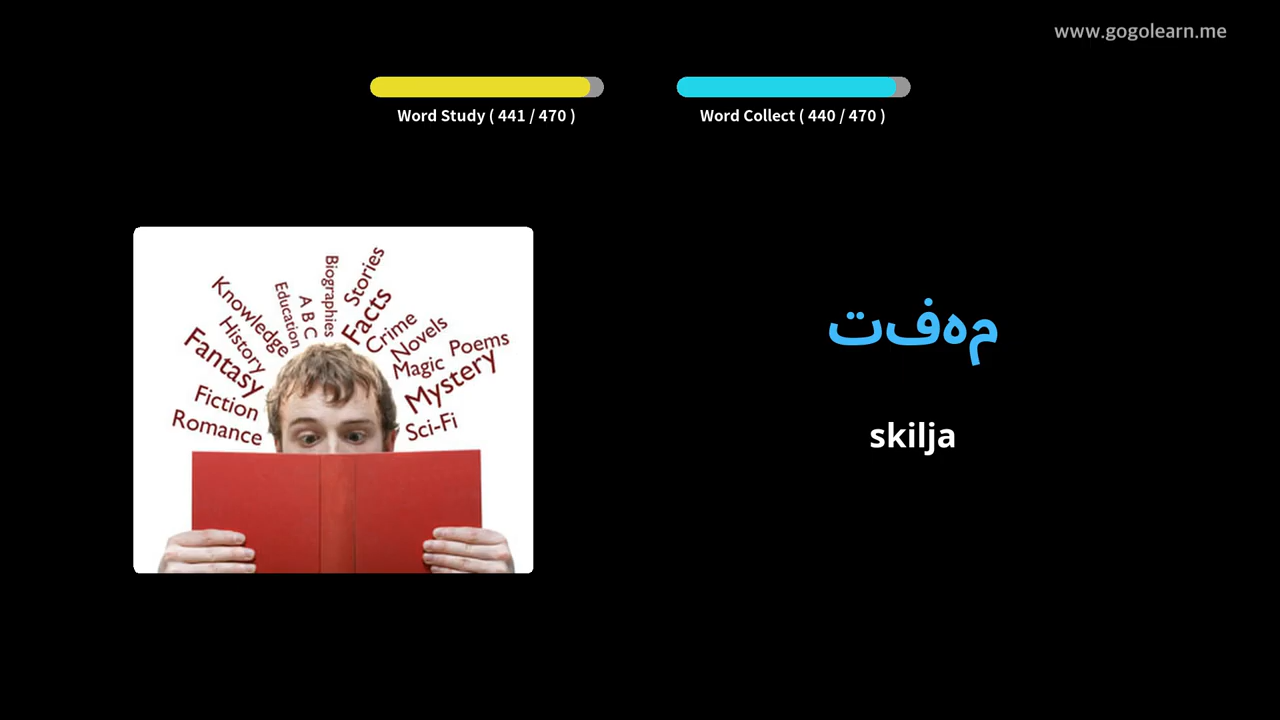 www.gogolearn.me
Word Study ( 441 / 470 )
Word Collect ( 440 / 470 )
Knowledge
History
Fantasy
Fiction
Romance
Education
A B C
Biographies
Stories
Facts
Crime
Novels
Magic
Poems
Mystery
Sci-Fi
مهفت
skilja